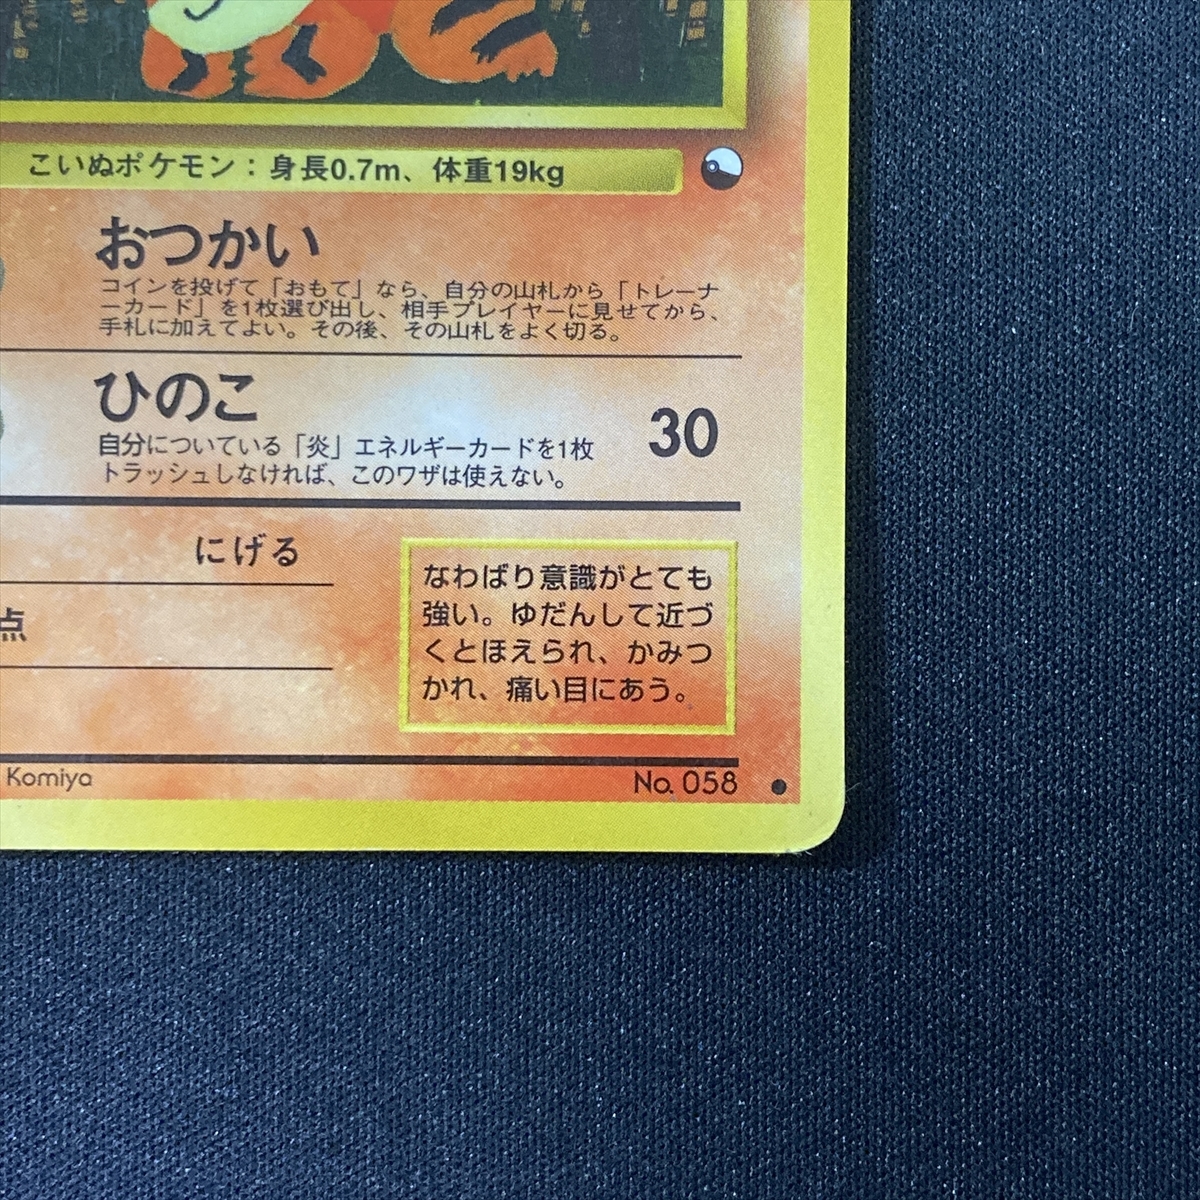 こいぬポケモン：身長0.7m、体重19kg
おつかい
コインを投げて「おもて」なら、自分の山札から「トレーナ
ーカード」を1枚選び出し、相手プレイヤーに見せてから、
手札に加えてよい。その後、その山札をよく切る。
ひのこ
30
自分についている「炎」エネルギーカードを1枚
トラッシュしなければ、このワザは使えない。
にげる
点
なわばり意識がとても
強い。ゆだんして近づ
くとほえられ、かみつ
かれ、痛い目にあう。
Komiya
No. 058 ●